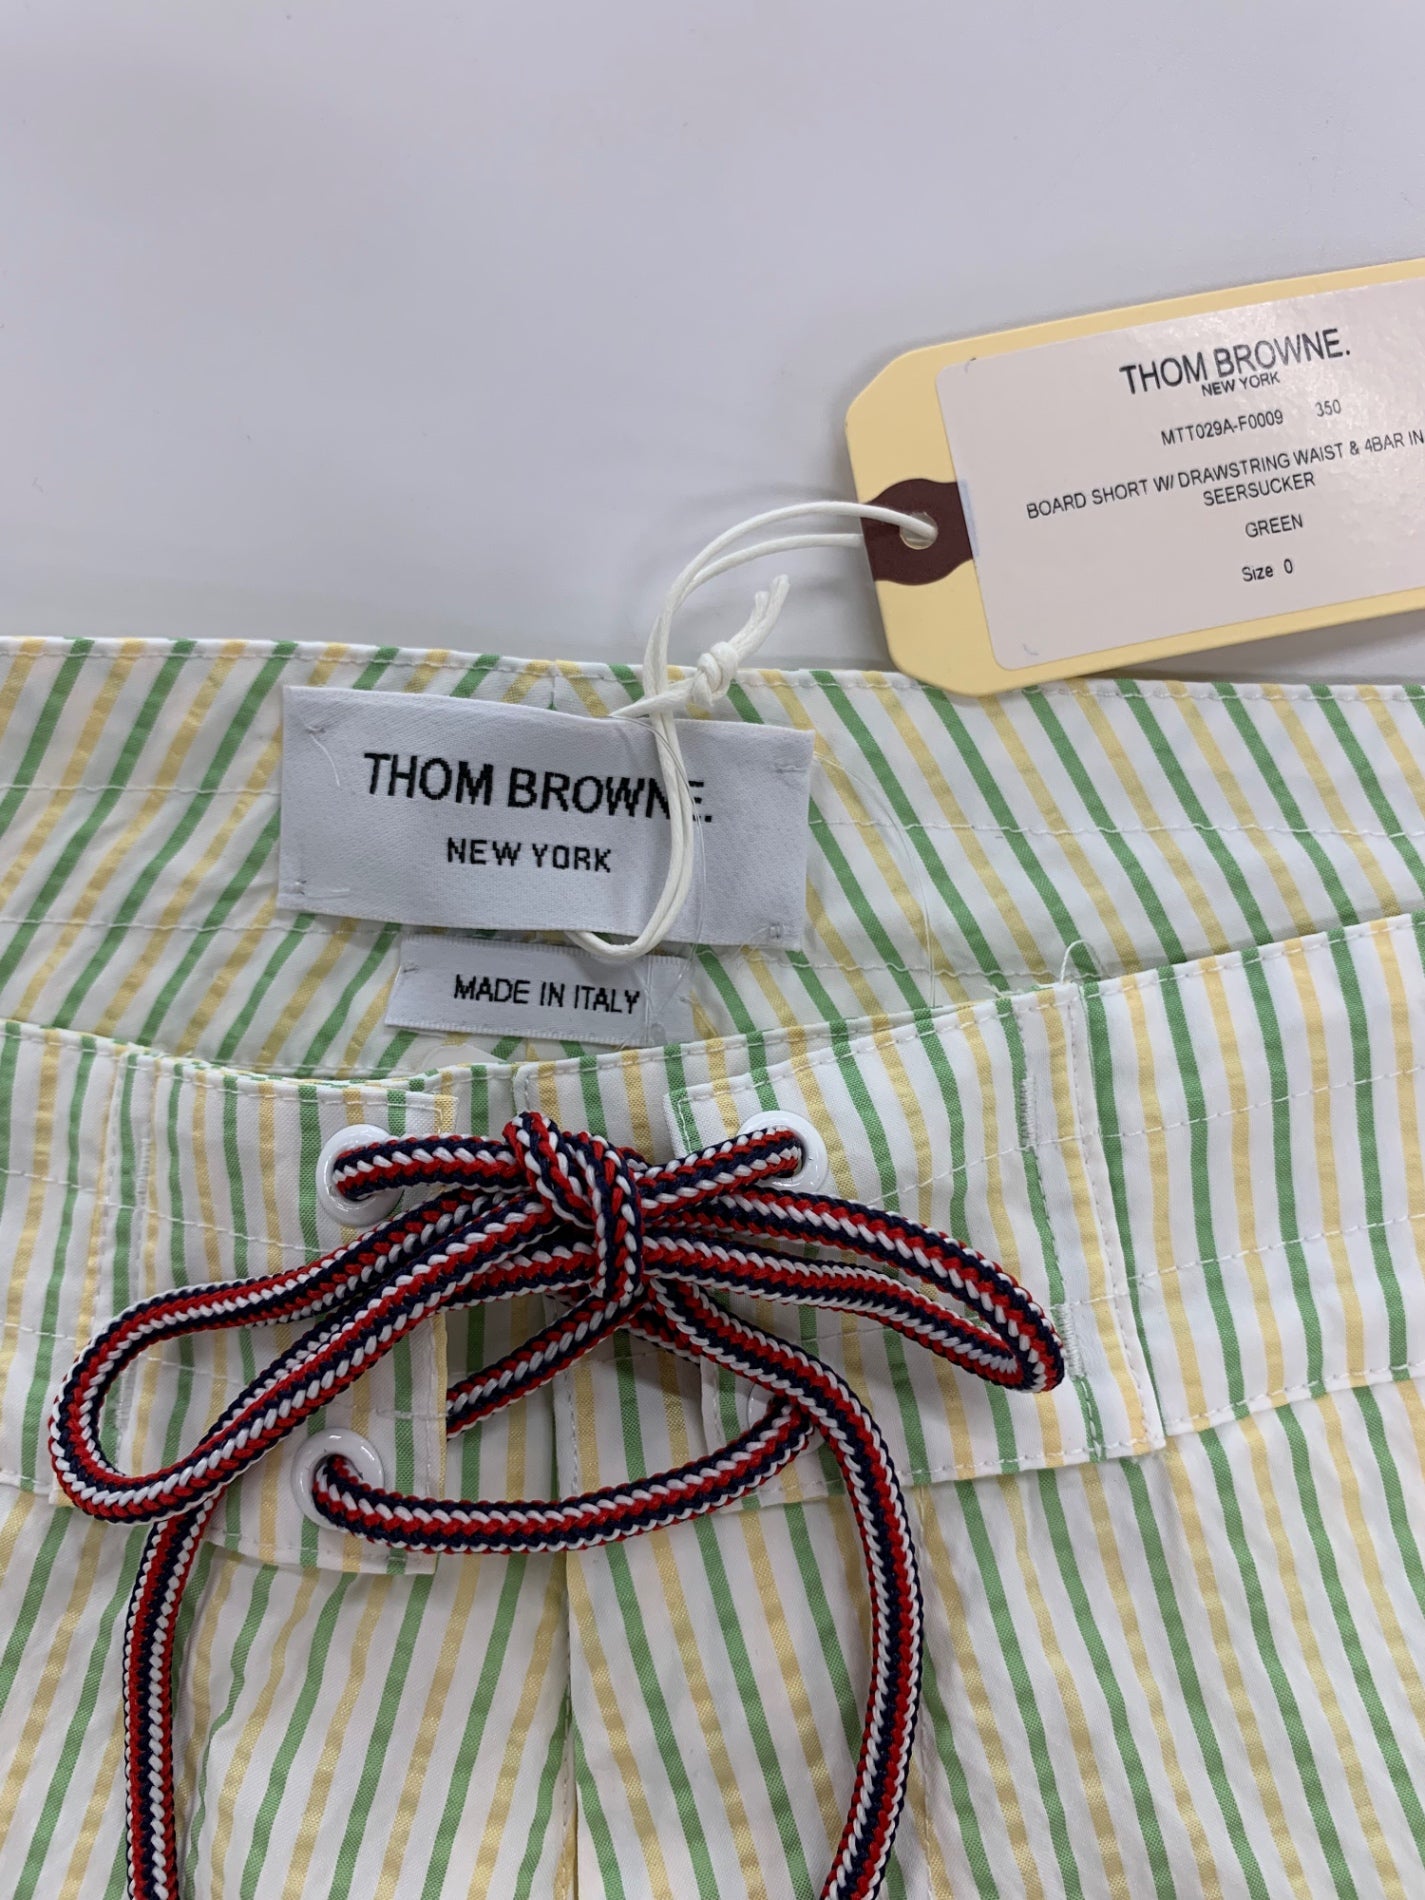 THOM BROWNE.
NEW YORK
MTT029A-F0009 350
BOARD SHORT W/ DRAWSTRING WAIST & 4BAR IN
SEERSUCKER
GREEN
Size 0
THOM BROWNE.
NEW YORK
MADE IN ITALY